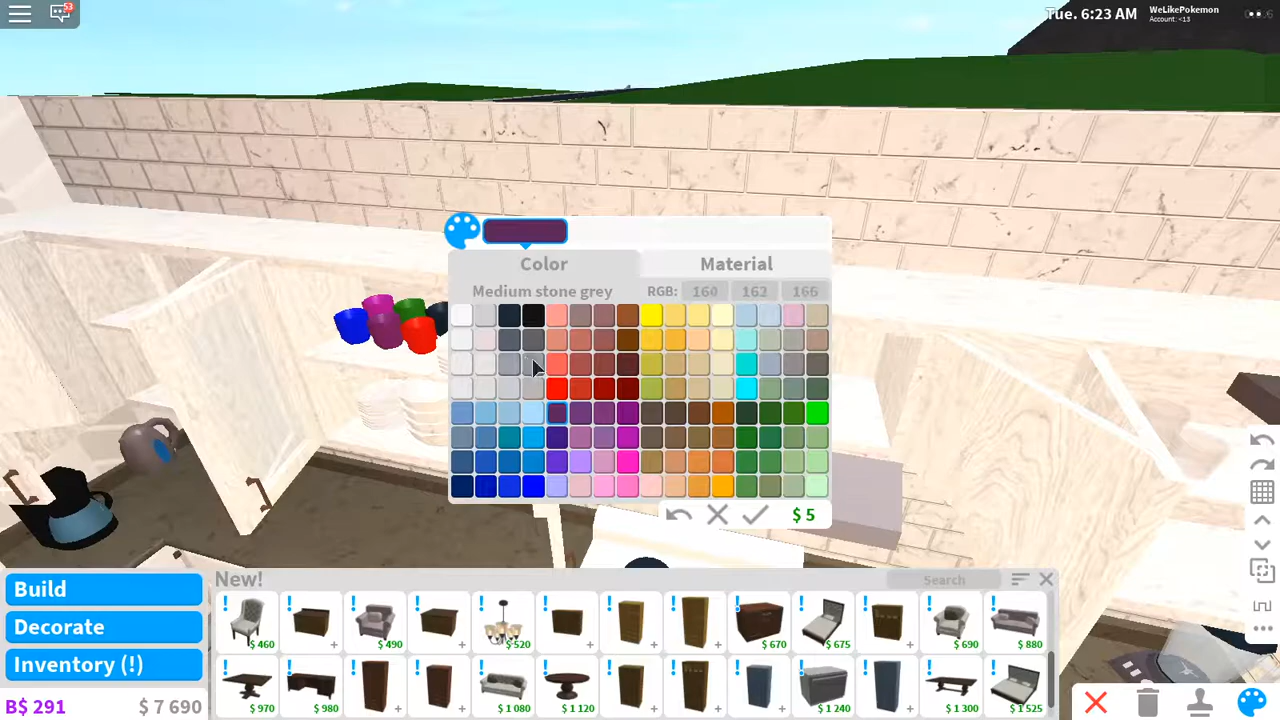 53
Tue. 6:23 AM
WeLikePokemon
Account: <13
Color
Material
Medium stone grey
RGB: 160 162 166
$ 5
Build
Decorate
Inventory (!)
B$ 291
$ 7 690
New!
Search
$ 460
$ 490
$ 520
$ 670
$ 675
$ 690
$ 880
$ 970
$ 980
$ 1 080
$ 1 120
$ 1 240
$ 1 300
$ 1 525